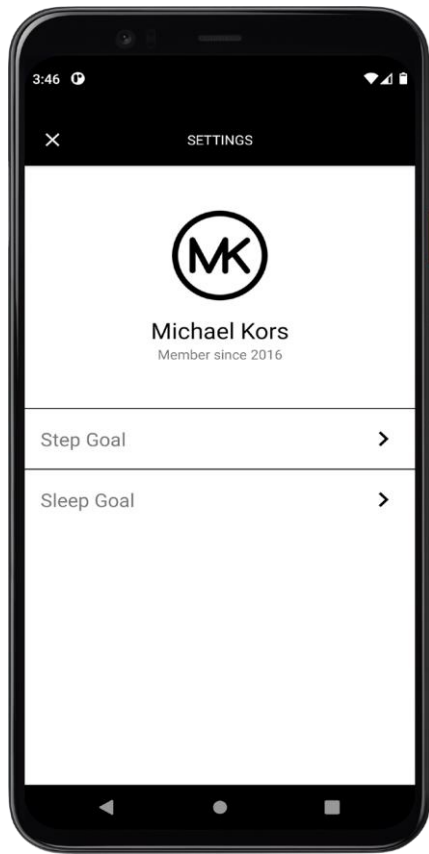 3:46
SETTINGS
MK
Michael Kors
Member since 2016
Step Goal
Sleep Goal